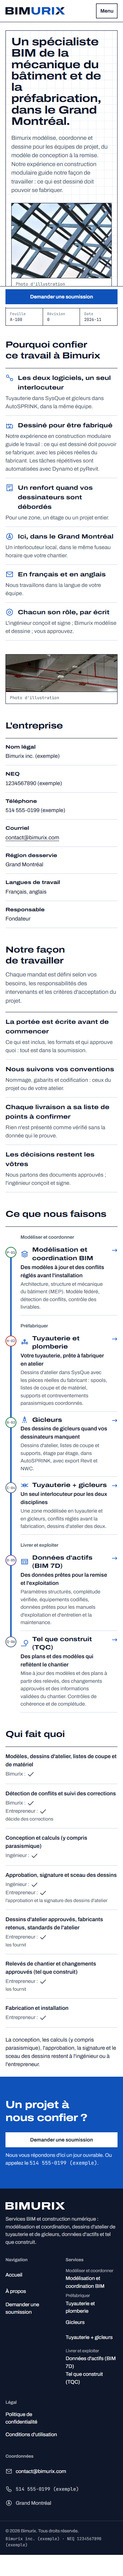 BIMURIX
Menu
Un spécialiste
BIM de la
mécanique du
bâtiment et de
la
préfabrication,
dans le Grand
Montréal.
Bimurix modélise, coordonne et
dessine pour les équipes de projet, du
modèle de conception à la remise.
Notre expérience en construction
modulaire guide notre façon de
travailler : ce qui est dessiné doit
pouvoir se fabriquer.
Photo d'illustration
Demander une soumission
Feuille
A-100
Révision
0
Date
2026-11
Pourquoi confier
ce travail à Bimurix
Les deux logiciels, un seul
interlocuteur
Tuyauterie dans SysQue et gicleurs dans
AutoSPRINK, dans la même équipe.
Dessiné pour être fabriqué
Notre expérience en construction modulaire
guide le travail : ce qui est dessiné doit pouvoir
se fabriquer, avec les pièces réelles du
fabricant. Les tâches répétitives sont
automatisées avec Dynamo et pyRevit.
Un renfort quand vos
dessinateurs sont
débordés
Pour une zone, un étage ou un projet entier.
Ici, dans le Grand Montréal
Un interlocuteur local, dans le même fuseau
horaire que votre chantier.
En français et en anglais
Nous travaillons dans la langue de votre
équipe.
Chacun son rôle, par écrit
L'ingénieur conçoit et signe ; Bimurix modélise
et dessine ; vous approuvez.
Photo d'illustration
L'entreprise
Nom légal
Bimurix inc. (exemple)
NEQ
1234567890 (exemple)
Téléphone
514 555-0199 (exemple)
Courriel
contact@bimurix.com
Région desservie
Grand Montréal
Langues de travail
Français, anglais
Responsable
Fondateur
Notre façon
de travailler
Chaque mandat est défini selon vos
besoins, les responsabilités des
intervenants et les critères d'acceptation du
projet.
La portée est écrite avant de
commencer
Ce qui est inclus, les formats et qui approuve
quoi : tout est dans la soumission.
Nous suivons vos conventions
Nommage, gabarits et codification : ceux du
projet ou de votre atelier.
Chaque livraison a sa liste de
points à confirmer
Rien n'est présenté comme vérifié sans la
donnée qui le prouve.
Les décisions restent les
vôtres
Nous parlons des documents approuvés ;
l'ingénieur conçoit et signe.
Ce que nous faisons
Modéliser et coordonner
Modélisation et
coordination BIM
Des modèles à jour et des conflits
réglés avant l'installation
Architecture, structure et mécanique
du bâtiment (MEP). Modèle fédéré,
détection de conflits, contrôle des
livrables.
Préfabriquer
Tuyauterie et
plomberie
Votre tuyauterie, prête à fabriquer
en atelier
Dessins d'atelier dans SysQue avec
les pièces réelles du fabricant : spools,
listes de coupe et de matériel,
supports et contreventements
parasismiques coordonnés.
Gicleurs
Des dessins de gicleurs quand vos
dessinateurs manquent
Dessins d'atelier, listes de coupe et
supports, étage par étage, dans
AutoSPRINK, avec export Revit et
NWC.
Tuyauterie + gicleurs
Un seul interlocuteur pour les deux
disciplines
Une zone modélisée en tuyauterie et
en gicleurs, conflits réglés avant la
fabrication, dessins d'atelier des deux.
Livrer et exploiter
Données d'actifs
(BIM 7D)
Des données prêtes pour la remise
et l'exploitation
Paramètres structurés, complétude
vérifiée, équipements codifiés,
données prêtes pour les manuels
d'exploitation et d'entretien et la
maintenance.
Tel que construit
(TQC)
Des plans et des modèles qui
reflètent le chantier
Mise à jour des modèles et des plans à
partir des relevés, des changements
approuvés et des informations
validées du chantier. Contrôles de
cohérence et de complétude.
Qui fait quoi
Modèles, dessins d'atelier, listes de coupe et
de matériel
Bimurix :
Détection de conflits et suivi des corrections
Bimurix :
Entrepreneur :
décide des corrections
Conception et calculs (y compris
parasismique)
Ingénieur :
Approbation, signature et sceau des dessins
Ingénieur :
Entrepreneur :
l'approbation et la signature des dessins d'atelier
Dessins d'atelier approuvés, fabricants
retenus, standards de l'atelier
Entrepreneur :
les fournit
Relevés de chantier et changements
approuvés (tel que construit)
Entrepreneur :
les fournit
Fabrication et installation
Entrepreneur :
La conception, les calculs (y compris
parasismique), l'approbation, la signature et le
sceau des dessins restent à l'ingénieur ou à
l'entrepreneur.
Un projet à
nous confier ?
Demander une soumission
Nous vous répondons d'ici un jour ouvrable. Ou
appelez le 514 555-0199 (exemple).
BIMURIX
Services BIM et construction numérique :
modélisation et coordination, dessins d'atelier de
tuyauterie et de gicleurs, données d'actifs et tel
que construit.
Navigation
Accueil
À propos
Demander une
soumission
Services
Modéliser et coordonner
Modélisation et
coordination BIM
Préfabriquer
Tuyauterie et
plomberie
Gicleurs
Tuyauterie + gicleurs
Livrer et exploiter
Données d'actifs (BIM
7D)
Tel que construit
(TQC)
Légal
Politique de
confidentialité
Conditions d'utilisation
Coordonnées
contact@bimurix.com
514 555-0199 (exemple)
Grand Montréal
© 2026 Bimurix. Tous droits réservés.
Bimurix inc. (exemple) · NEQ 1234567890
(exemple)